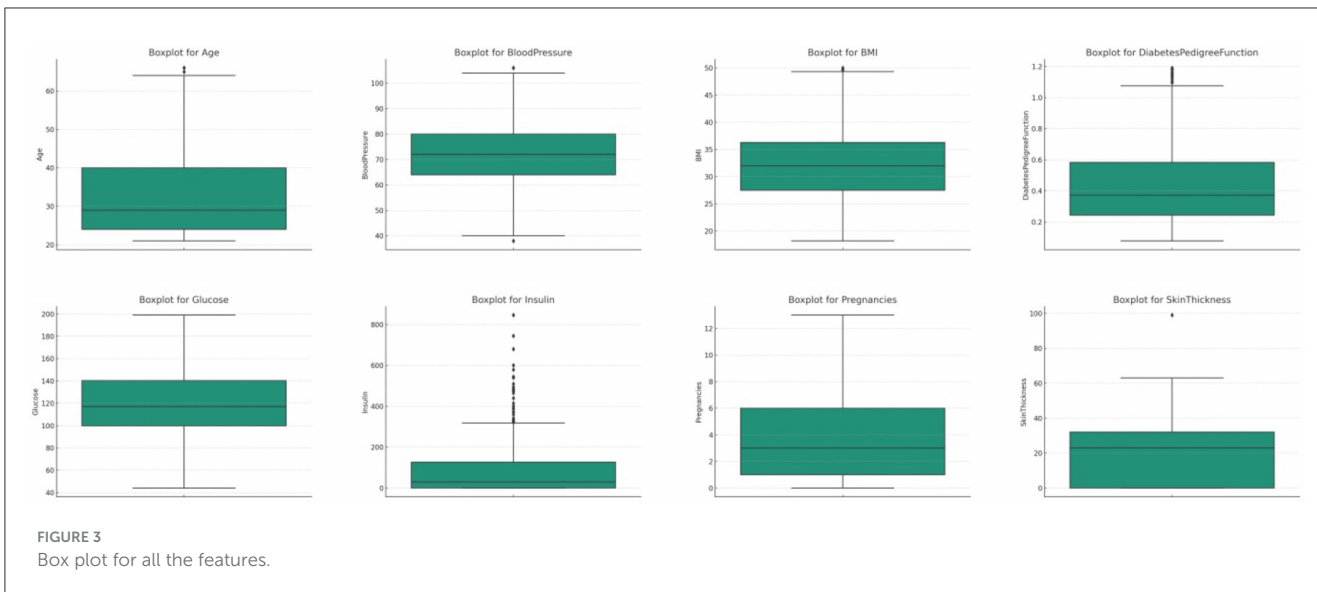 Boxplot for Age
60
50
40
30
20
Age
Boxplot for BloodPressure
100
90
80
70
60
50
40
BloodPressure
Boxplot for BMI
50
45
40
35
30
25
20
BMI
Boxplot for DiabetesPedigreeFunction
1.2
1.0
0.8
0.6
0.4
0.2
DiabetesPedigreeFunction
Boxplot for Glucose
200
180
160
140
120
100
80
60
40
Glucose
Boxplot for Insulin
800
600
400
200
0
Insulin
Boxplot for Pregnancies
12
10
8
6
4
2
0
Pregnancies
Boxplot for SkinThickness
100
80
60
40
20
0
SkinThickness
FIGURE 3
Box plot for all the features.